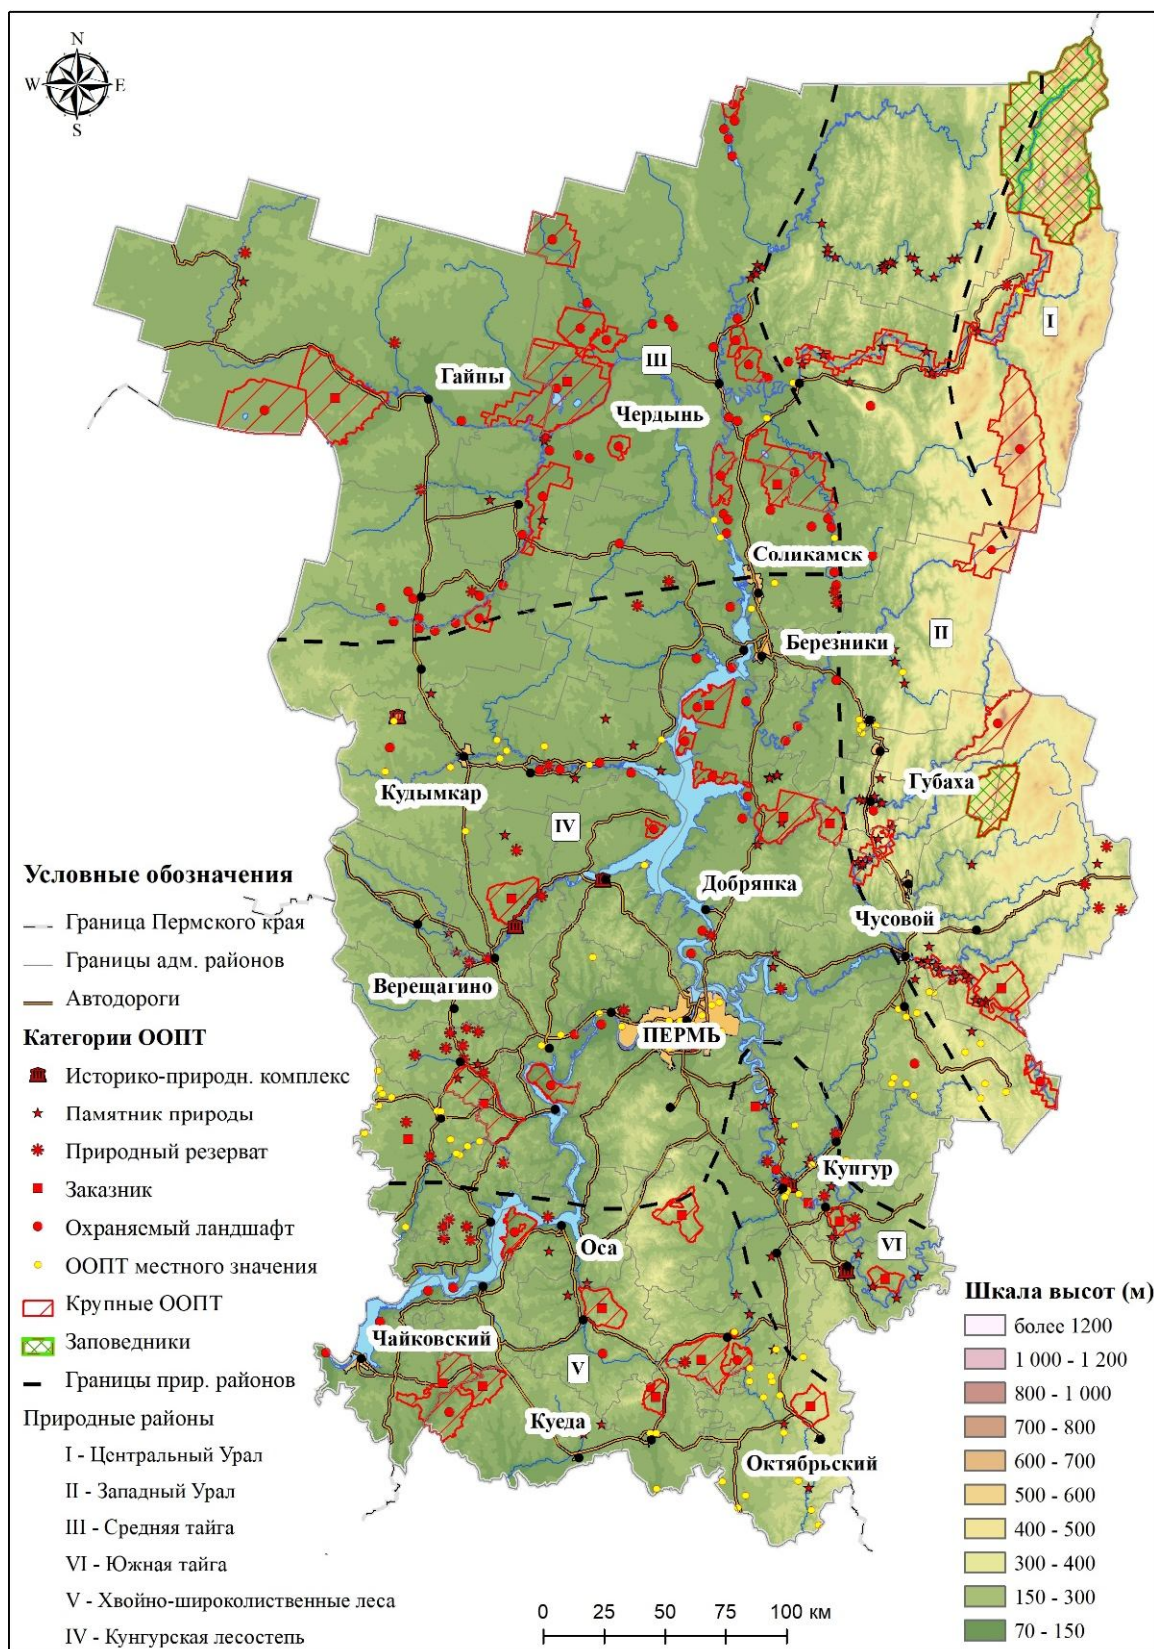 N
W E
S
I
III
Гайны
Чердынь
Соликамск
II
Березники
Губаха
Кудымкар
IV
Добрянка
Чусовой
Верещагино
ПЕРМЬ
Кунгур
VI
Оса
Чайковский
V
Куеда
Октябрьский
Условные обозначения
Граница Пермского края
Границы адм. районов
Автодороги
Категории ООПТ
Историко-природн. комплекс
Памятник природы
Природный резерват
Заказник
Охраняемый ландшафт
ООПТ местного значения
Крупные ООПТ
Заповедники
Границы прир. районов
Природные районы
I - Центральный Урал
II - Западный Урал
III - Средняя тайга
VI - Южная тайга
V - Хвойно-широколиственные леса
IV - Кунгурская лесостепь
0 25 50 75 100 км
Шкала высот (м)
более 1200
1 000 - 1 200
800 - 1 000
700 - 800
600 - 700
500 - 600
400 - 500
300 - 400
150 - 300
70 - 150